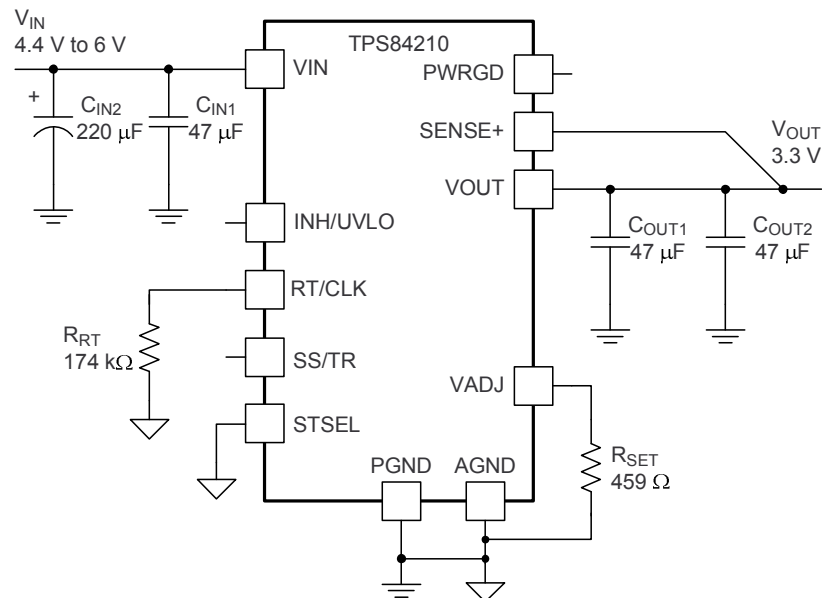 VIN
4.4 V to 6 V
+
CIN2
220 μF
CIN1
47 μF
TPS84210
VIN
PWRGD
SENSE+
VOUT
VOUT
3.3 V
COUT1
47 μF
COUT2
47 μF
INH/UVLO
RT/CLK
RRT
174 kΩ
SS/TR
STSEL
VADJ
RSET
459 Ω
PGND
AGND